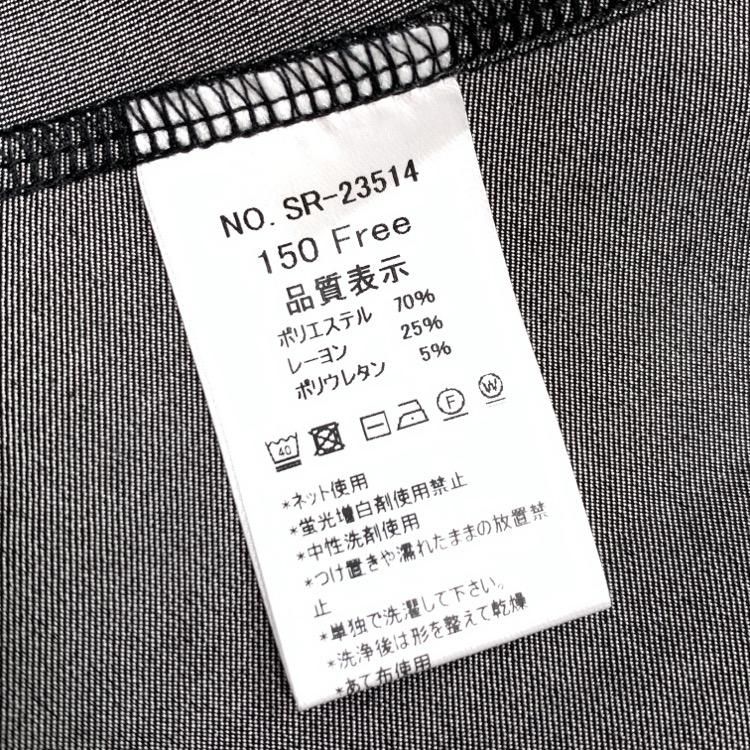 NO. SR-23514
150 Free
品質表示
ポリエステル 70%
レーヨン 25%
ポリウレタン 5%
40
F
W
*ネット使用
*蛍光増白剤使用禁止
*中性洗剤使用
*つけ置きや濡れたままの放置禁
止
*単独で洗濯して下さい。
*洗浄後は形を整えて乾燥
*あて布使用